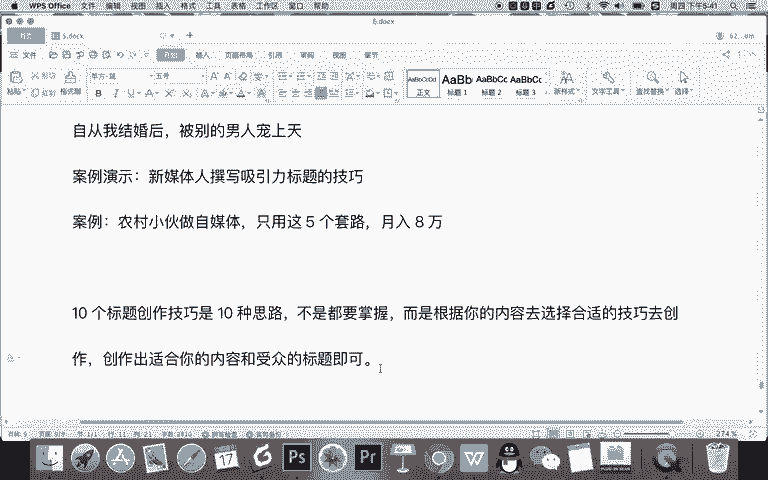 WPS Office 文件 编辑 视图 插入 格式 工具 表格 工作区 窗口 帮助 周四 下午5:41
6.docx
首页 6.docx +
文件 开始 插入 页面布局 引用 审阅 视图 章节
粘贴 剪切 复制 格式刷 五号 AaBbCcDd 正文 AaBb 标题 1 AaBbCc 标题 2 AaBbCc 标题 3 新样式 文字工具 查找替换 选择
自从我结婚后，被别的男人宠上天
案例演示：新媒体人撰写吸引力标题的技巧
案例：农村小伙做自媒体，只用这 5 个套路，月入 8 万
10 个标题创作技巧是 10 种思路，不是都要掌握，而是根据你的内容去选择合适的技巧去创
作，创作出适合你的内容和受众的标题即可。
274%
17 Ps Pr W